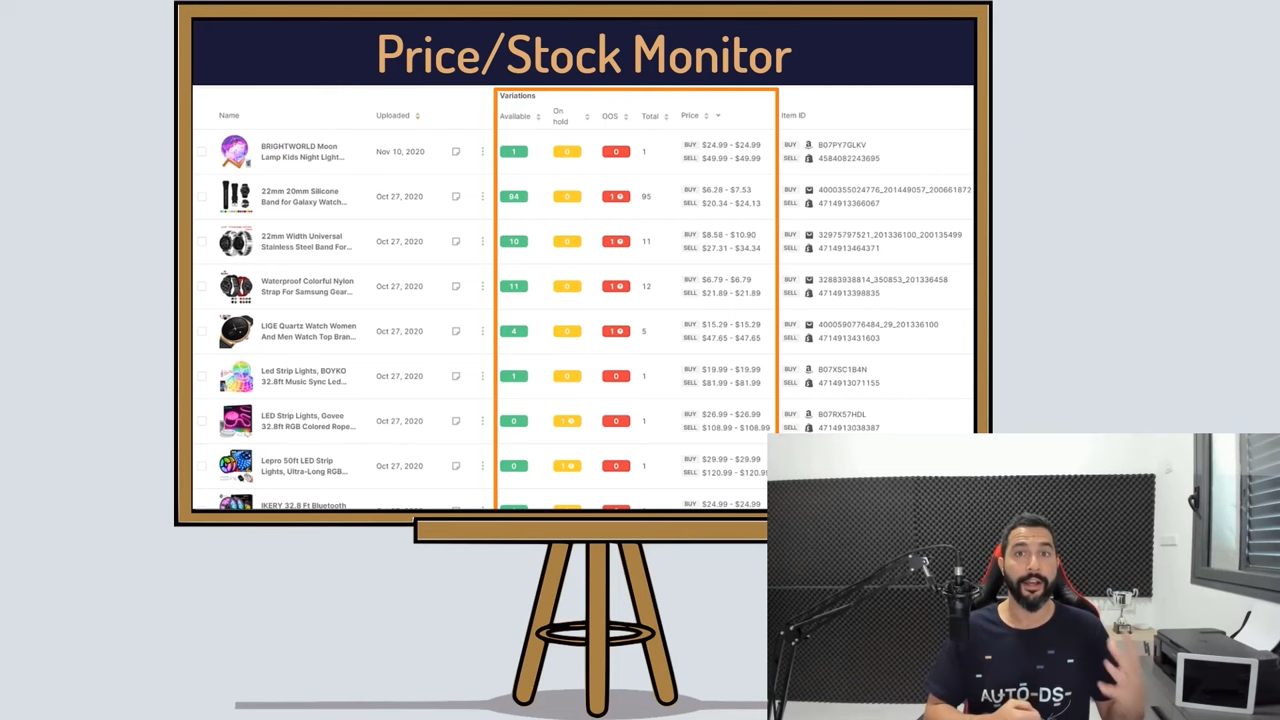 Price/Stock Monitor
Variations
Name Uploaded Available On hold OOS Total Price Item ID
BRIGHTWORLD Moon Nov 10, 2020 1 0 0 1 BUY $24.99 - $24.99 BUY B07PY7GLKV
Lamp Kids Night Light... SELL $49.99 - $49.99 SELL 4584082243695
22mm 20mm Silicone Oct 27, 2020 94 0 1 95 BUY $6.28 - $7.53 BUY 4000355024776_201449057_200661872
Band for Galaxy Watch... SELL $20.34 - $24.13 SELL 4714913366067
22mm Width Universal Oct 27, 2020 10 0 1 11 BUY $8.58 - $10.90 BUY 32975797521_201336100_200135499
Stainless Steel Band For... SELL $27.31 - $34.34 SELL 4714913464371
Waterproof Colorful Nylon Oct 27, 2020 11 0 1 12 BUY $6.79 - $6.79 BUY 32883938814_350853_201336458
Strap For Samsung Gear... SELL $21.89 - $21.89 SELL 4714913398835
LIGE Quartz Watch Women Oct 27, 2020 4 0 1 5 BUY $15.29 - $15.29 BUY 4000590776484_29_201336100
And Men Watch Top Bran... SELL $47.65 - $47.65 SELL 4714913431603
Led Strip Lights, BOYKO Oct 27, 2020 1 0 0 1 BUY $19.99 - $19.99 BUY B07XSC1B4N
32.8ft Music Sync Led... SELL $81.99 - $81.99 SELL 4714913071155
LED Strip Lights, Govee Oct 27, 2020 0 1 0 1 BUY $26.99 - $26.99 BUY B07RX57HDL
32.8ft RGB Colored Rope... SELL $108.99 - $108.99 SELL 4714913038387
Lepro 50ft LED Strip Oct 27, 2020 0 1 0 1 BUY $29.99 - $29.99
Lights, Ultra-Long RGB... SELL $120.99 - $120.99
IKERY 32.8 Ft Bluetooth BUY $24.99 - $24.99
AUTO-DS-